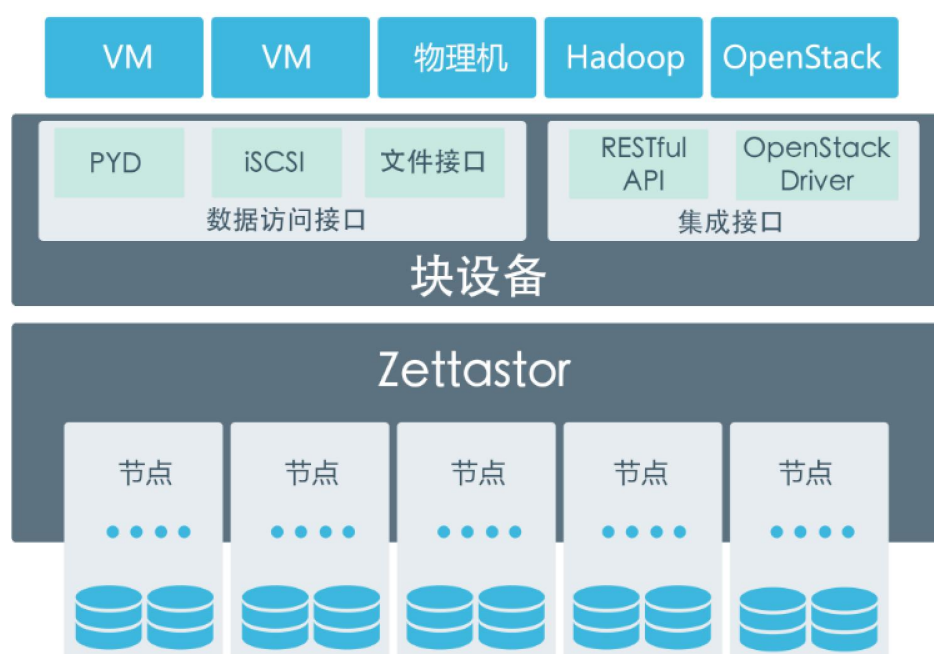 VM
VM
物理机
Hadoop
OpenStack
PYD
iSCSI
文件接口
数据访问接口
RESTful
API
OpenStack
Driver
集成接口
块设备
Zettastor
节点
节点
节点
节点
节点